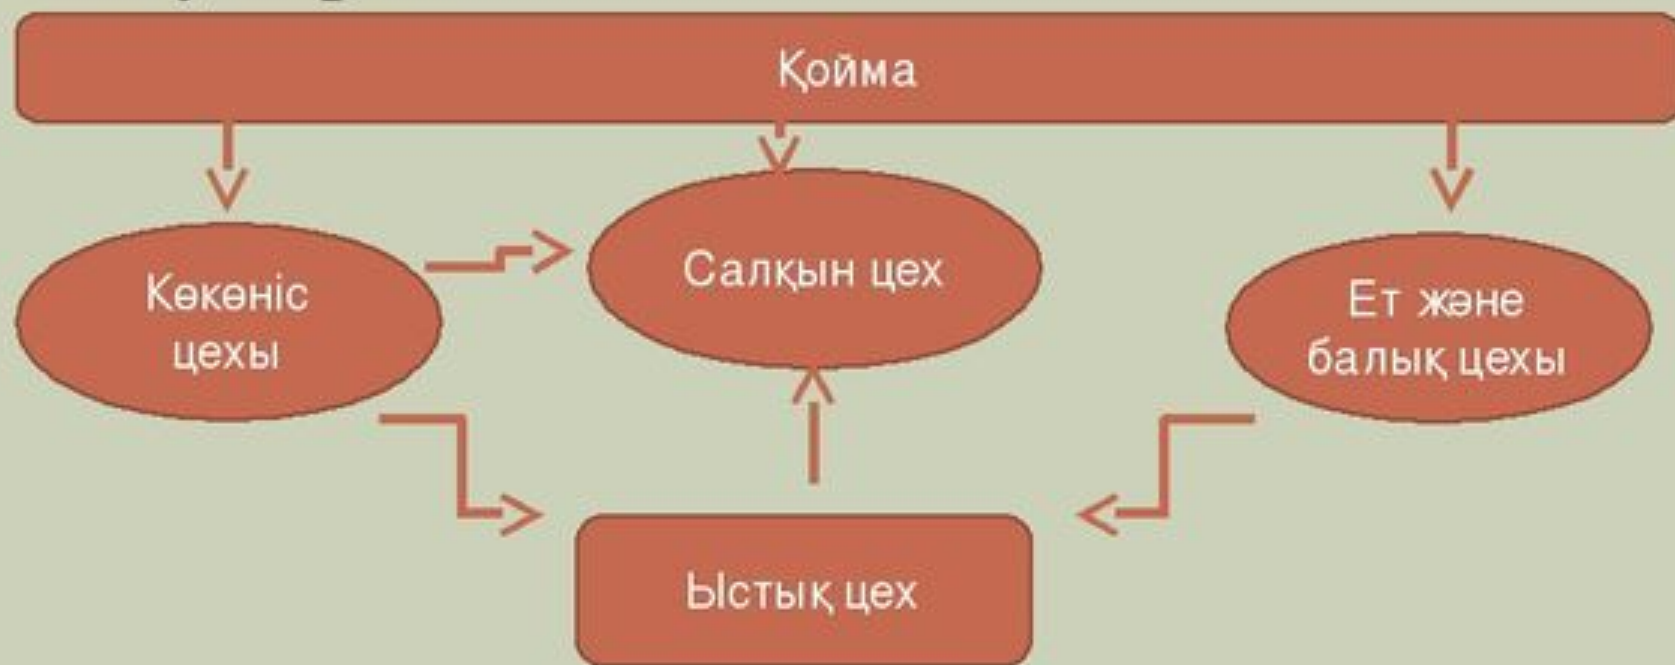 Қойма
Салқын цех
Көкөніс
цехы
Ет және
балық цехы
Ыстық цех